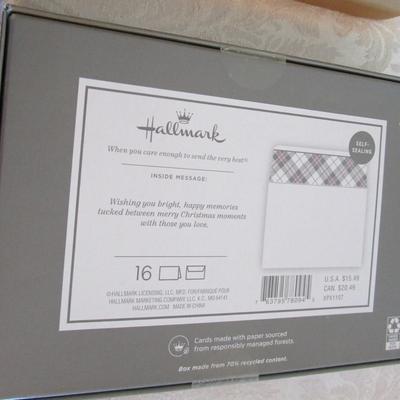 Hallmark
When you care enough to send the very best®
SELF-
SEALING
INSIDE MESSAGE:
Wishing you bright, happy memories
tucked between merry Christmas moments
with those you love.
16
©HALLMARK LICENSING, LLC. MFD. FOR/FABRIQUÉ POUR
HALLMARK MARKETING COMPANY LLC, K.C., MO 64141
HALLMARK.COM MADE IN CHINA
U.S.A. $15.49
CAN. $20.49
XPX1107
Cards made with paper sourced
from responsibly managed forests.
Box made from 70% recycled content.